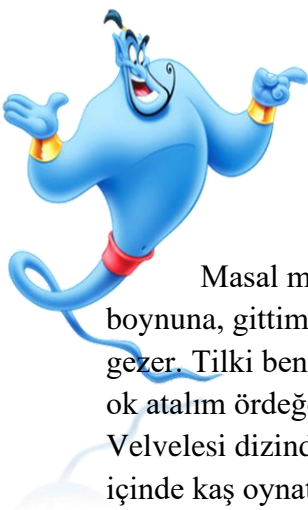 Masal m
boynuna, gittim
gezer. Tilki ben
ok atalım ördeğ
Velvelesi dizind
içinde kaş oynat